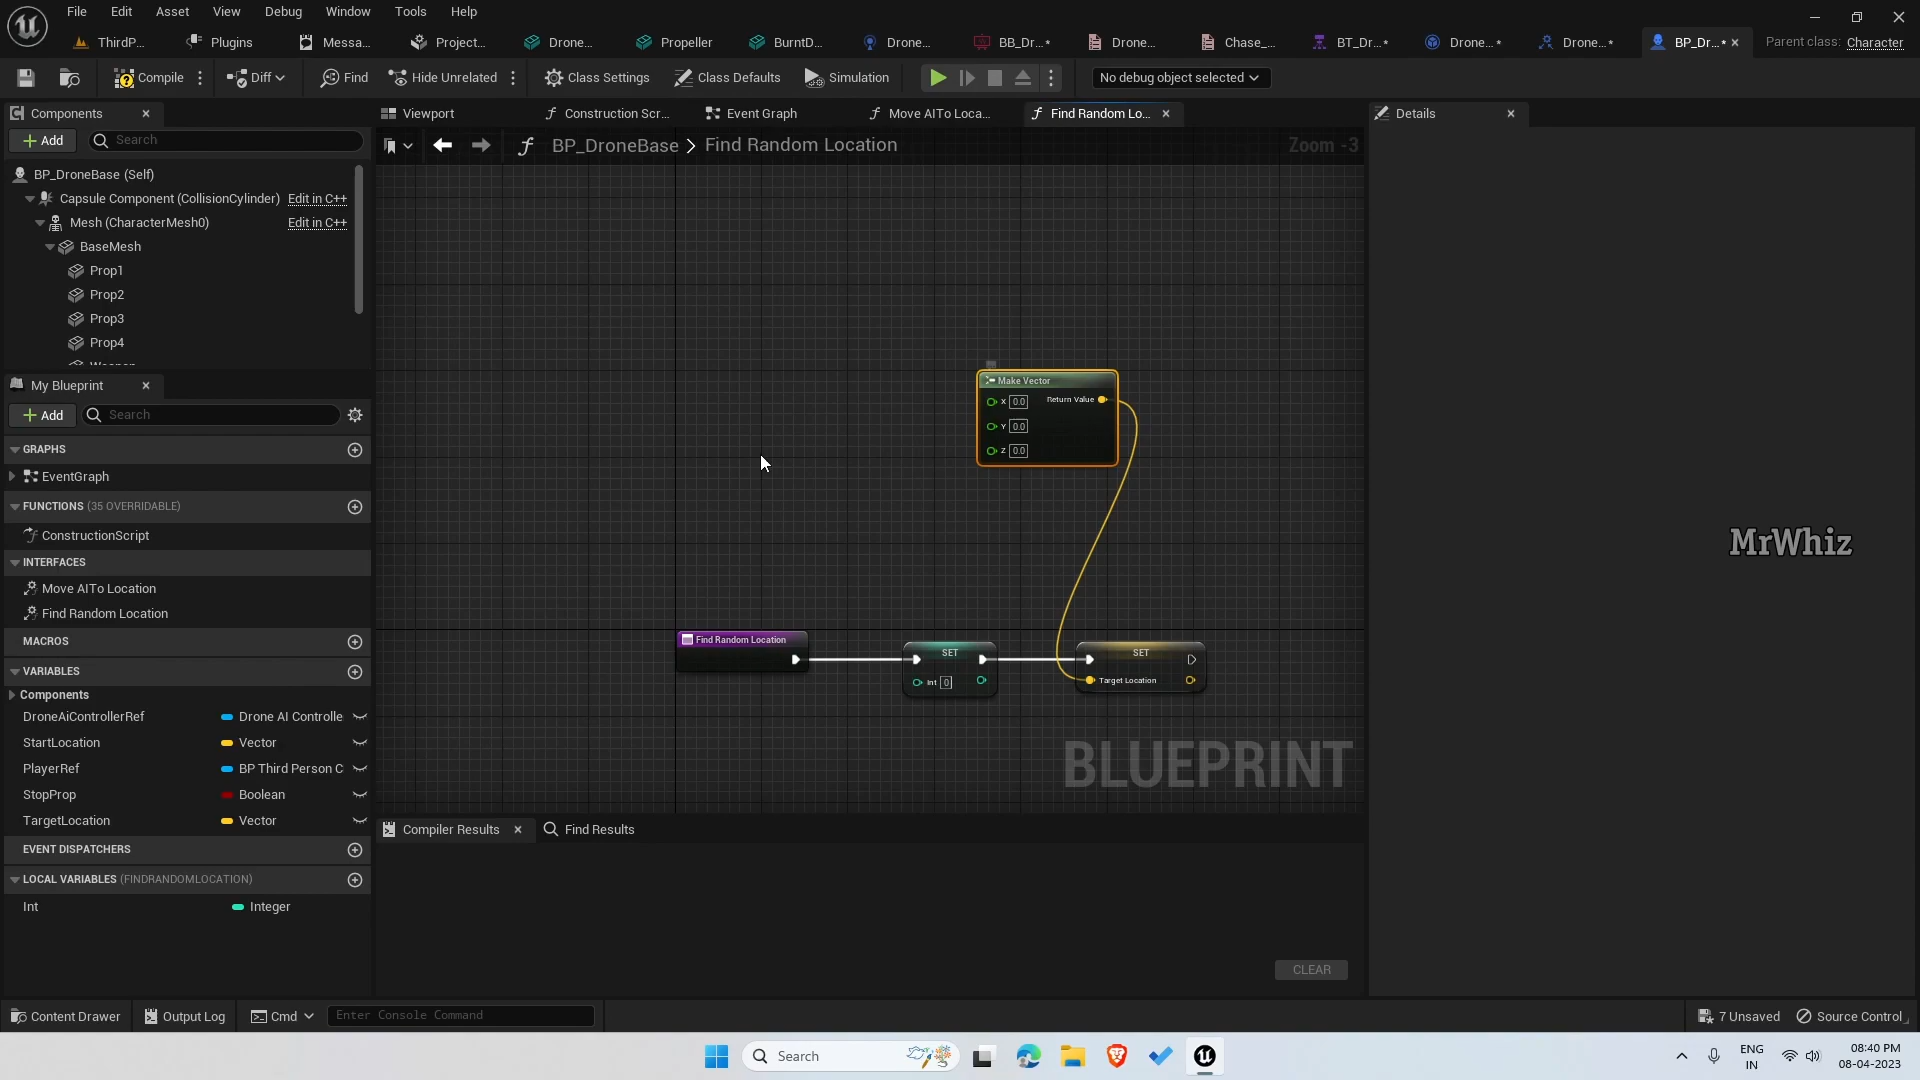 File Edit Asset View Debug Window Tools Help
ThirdP... Plugins Messa... Project... Drone... Propeller BurntD... Drone... BB_Dr...* Drone... Chase_... BT_Dr...* Drone...* Drone...* BP_Dr...* Parent class: Character
Compile Diff Find Hide Unrelated Class Settings Class Defaults Simulation No debug object selected
Components
Add Search
BP_DroneBase (Self)
Capsule Component (CollisionCylinder) Edit in C++
Mesh (CharacterMesh0) Edit in C++
BaseMesh
Prop1
Prop2
Prop3
Prop4
My Blueprint
Add Search
GRAPHS
EventGraph
FUNCTIONS (35 OVERRIDABLE)
ConstructionScript
INTERFACES
Move AITo Location
Find Random Location
MACROS
VARIABLES
Components
DroneAiControllerRef Drone AI Controlle
StartLocation Vector
PlayerRef BP Third Person C
StopProp Boolean
TargetLocation Vector
EVENT DISPATCHERS
LOCAL VARIABLES (FINDRANDOMLOCATION)
Int Integer
Viewport Construction Scr... Event Graph Move AITo Loca... Find Random Lo...
BP_DroneBase > Find Random Location Zoom -3
Make Vector
X 0.0 Return Value
Y 0.0
Z 0.0
Find Random Location
SET
Int 0
SET
Target Location
BLUEPRINT
Compiler Results Find Results
CLEAR
Details
MrWhiz
Content Drawer Output Log Cmd Enter Console Command 7 Unsaved Source Control
Search
ENG
IN
08:40 PM
08-04-2023